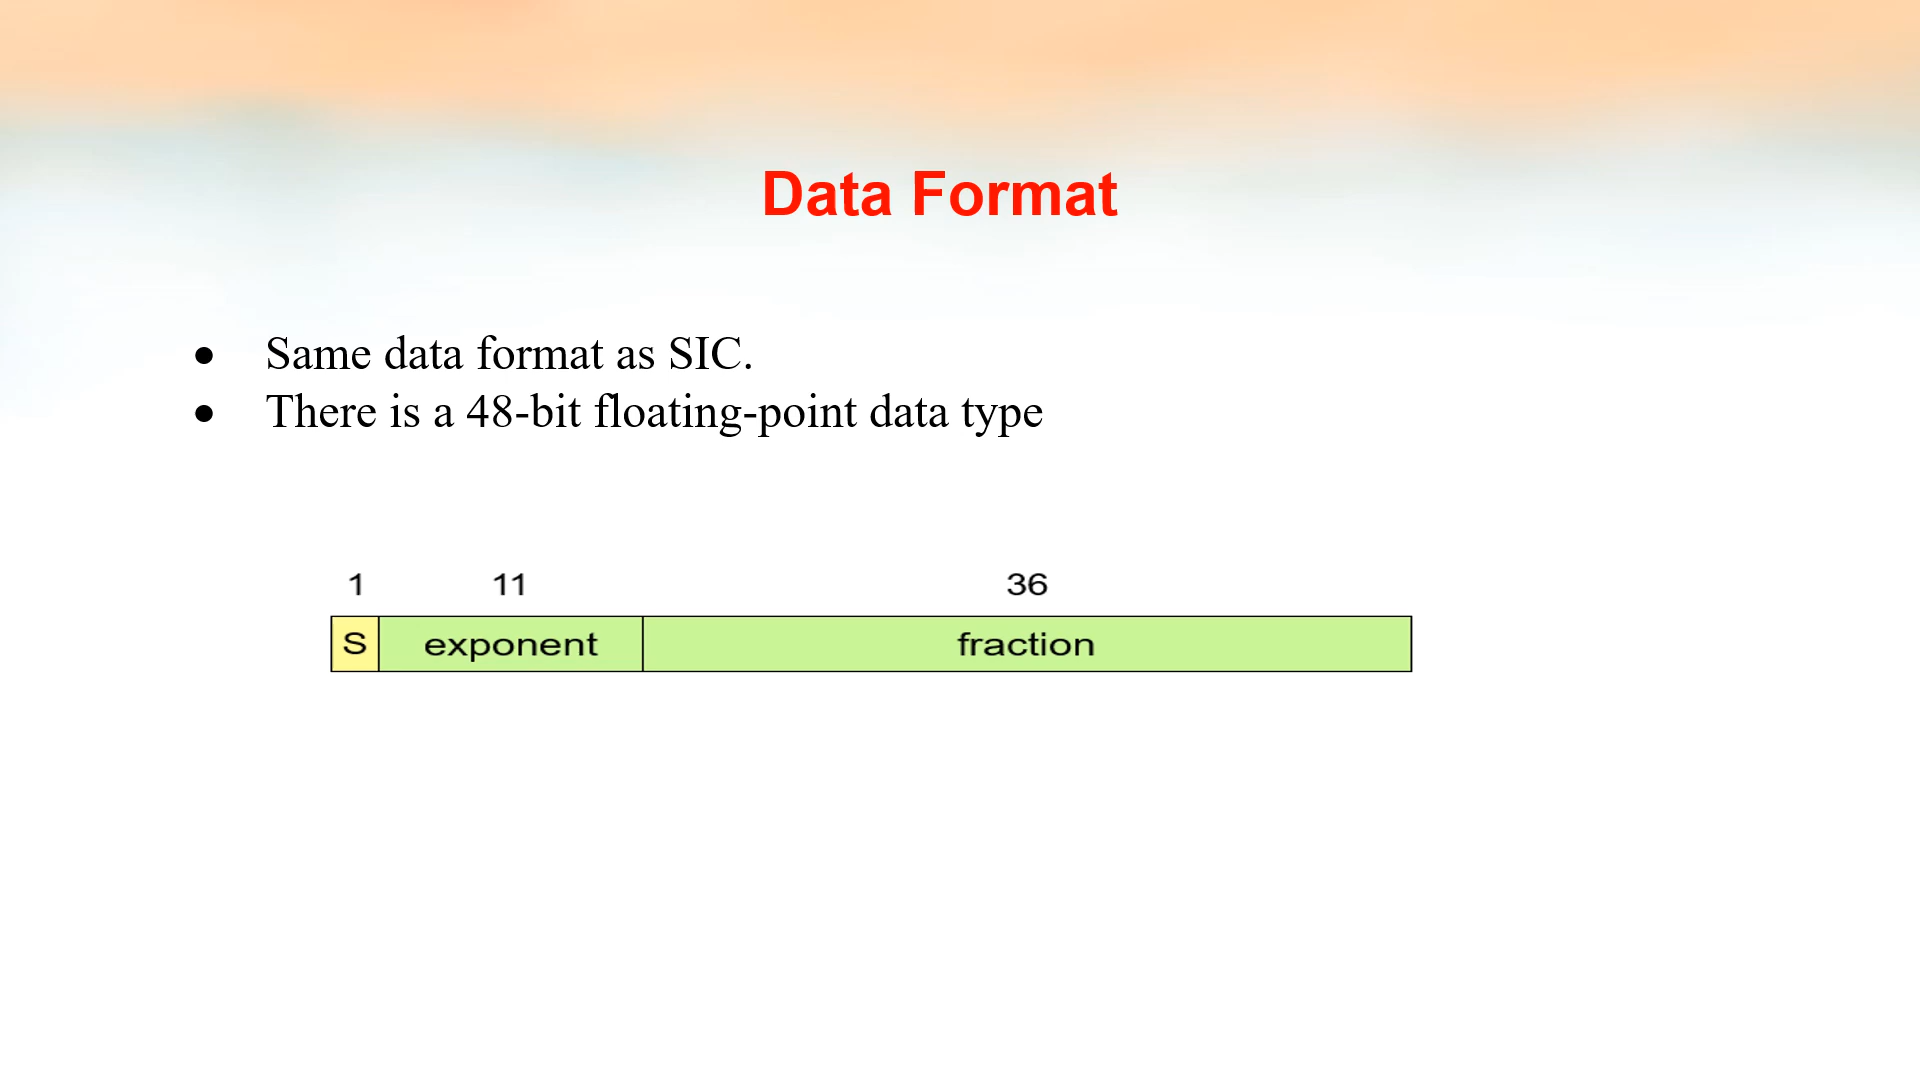 Data Format
● Same data format as SIC.
● There is a 48-bit floating-point data type
1 11 36
S exponent fraction